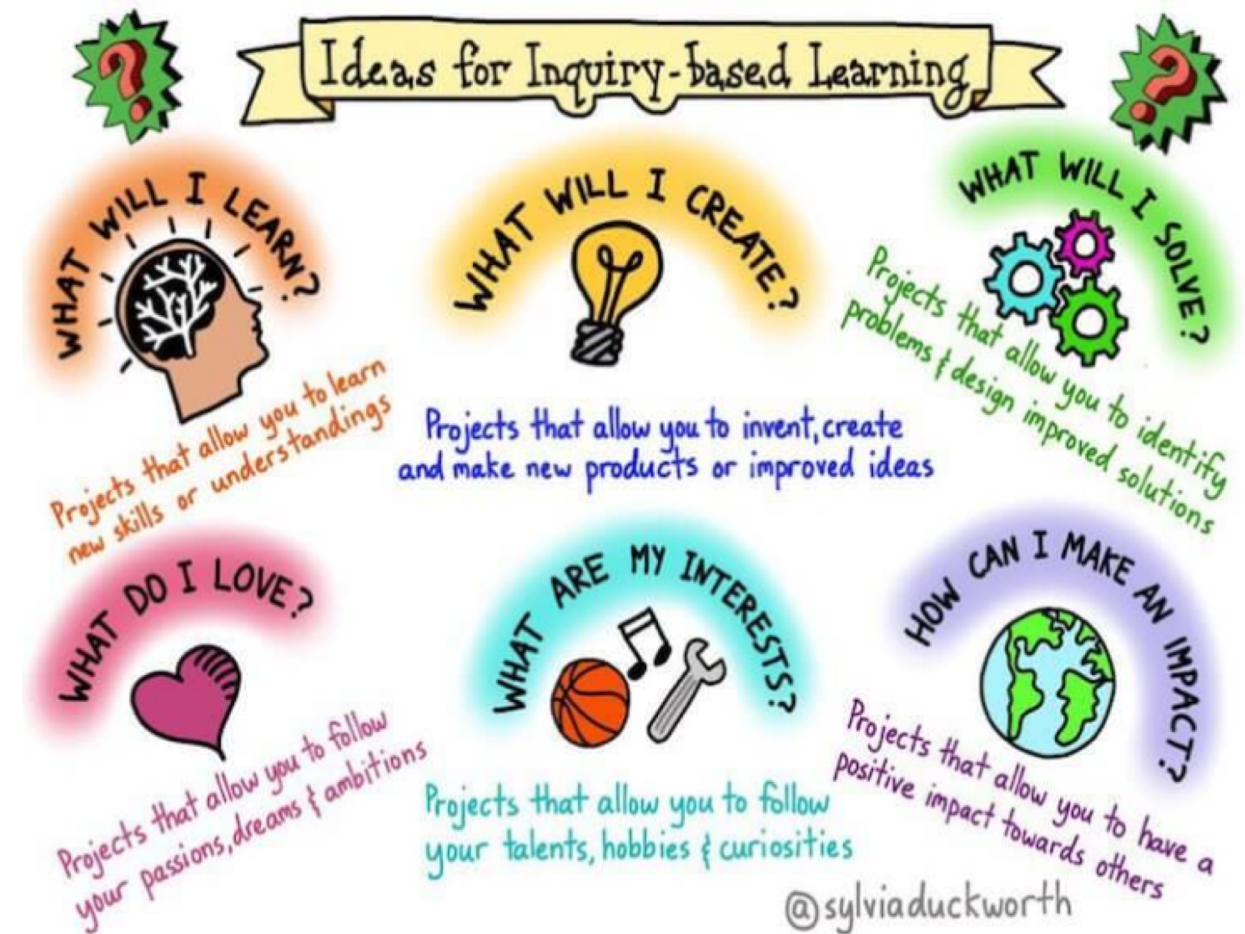 Ideas for Inquiry-based Learning
WHAT WILL I LEARN?
Projects that allow you to learn
new skills or understandings
WHAT WILL I CREATE?
Projects that allow you to invent, create
and make new products or improved ideas
WHAT WILL I SOLVE?
Projects that allow you to identify
problems & design improved solutions
WHAT DO I LOVE?
Projects that allow you to follow
your passions, dreams & ambitions
WHAT ARE MY INTERESTS?
Projects that allow you to follow
your talents, hobbies & curiosities
HOW CAN I MAKE AN IMPACT?
Projects that allow you to have a
positive impact towards others
@sylviaduckworth